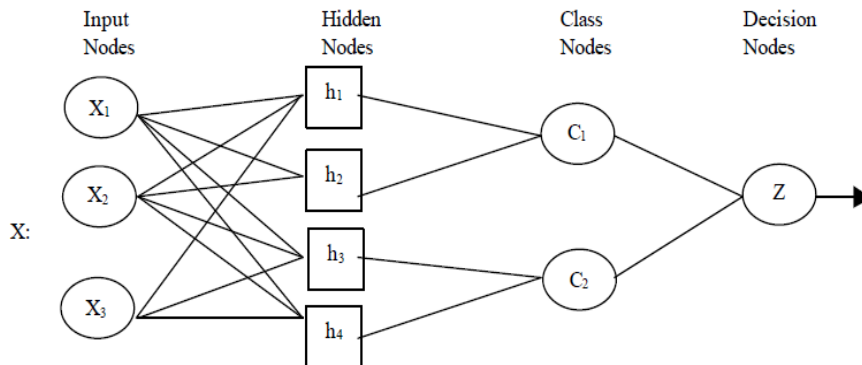 Input Nodes
Hidden Nodes
Class Nodes
Decision Nodes
X:
X1
X2
X3
h1
h2
h3
h4
C1
C2
Z